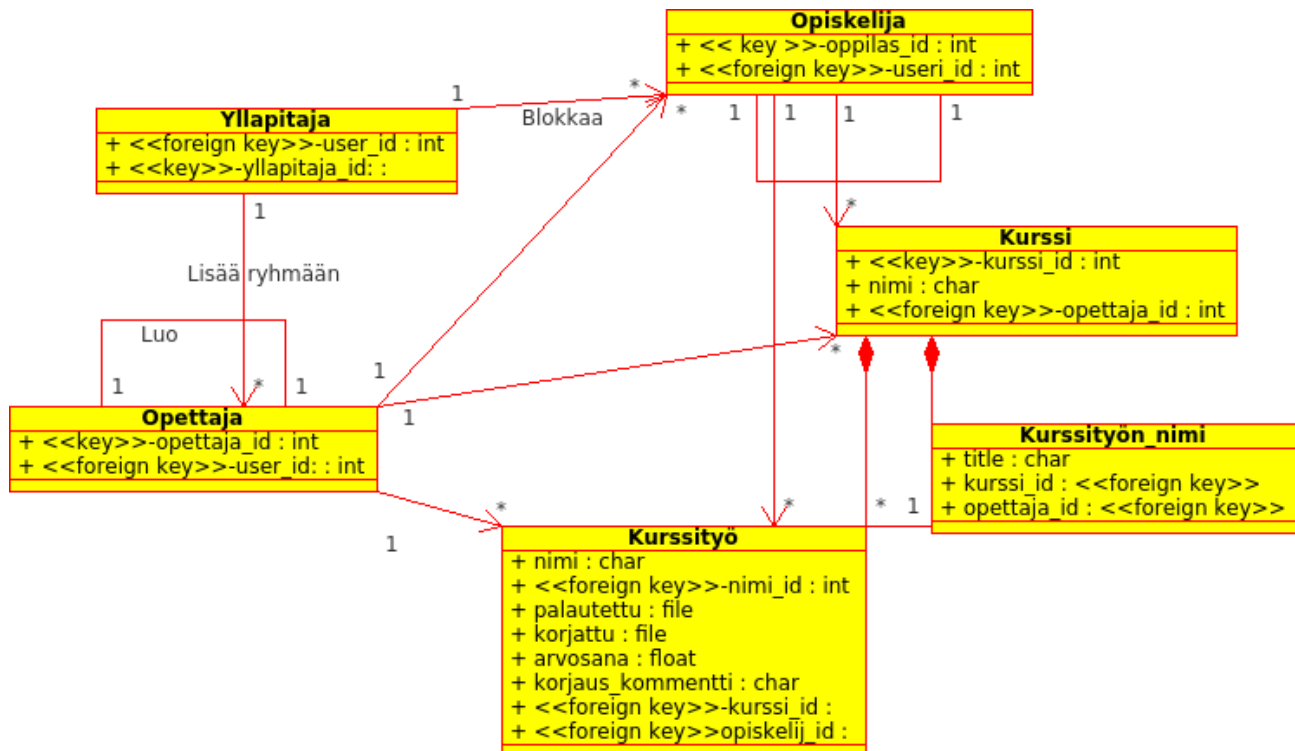 Opiskelija
+ << key >>-oppilas_id : int
+ <<foreign key>>-useri_id : int
1
*
Blokkaa
*
1
1
1
1
Yllapitaja
+ <<foreign key>>-user_id : int
+ <<key>>-yllapitaja_id: :
1
*
Kurssi
+ <<key>>-kurssi_id : int
+ nimi : char
+ <<foreign key>>-opettaja_id : int
Lisää ryhmään
Luo
1
1
*
1
1
*
Opettaja
+ <<key>>-opettaja_id : int
+ <<foreign key>>-user_id: : int
Kurssityön_nimi
+ title : char
+ kurssi_id : <<foreign key>>
+ opettaja_id : <<foreign key>>
1
*
*
*
1
Kurssityö
+ nimi : char
+ <<foreign key>>-nimi_id : int
+ palautettu : file
+ korjattu : file
+ arvosana : float
+ korjaus_kommentti : char
+ <<foreign key>>-kurssi_id :
+ <<foreign key>>opiskelij_id :